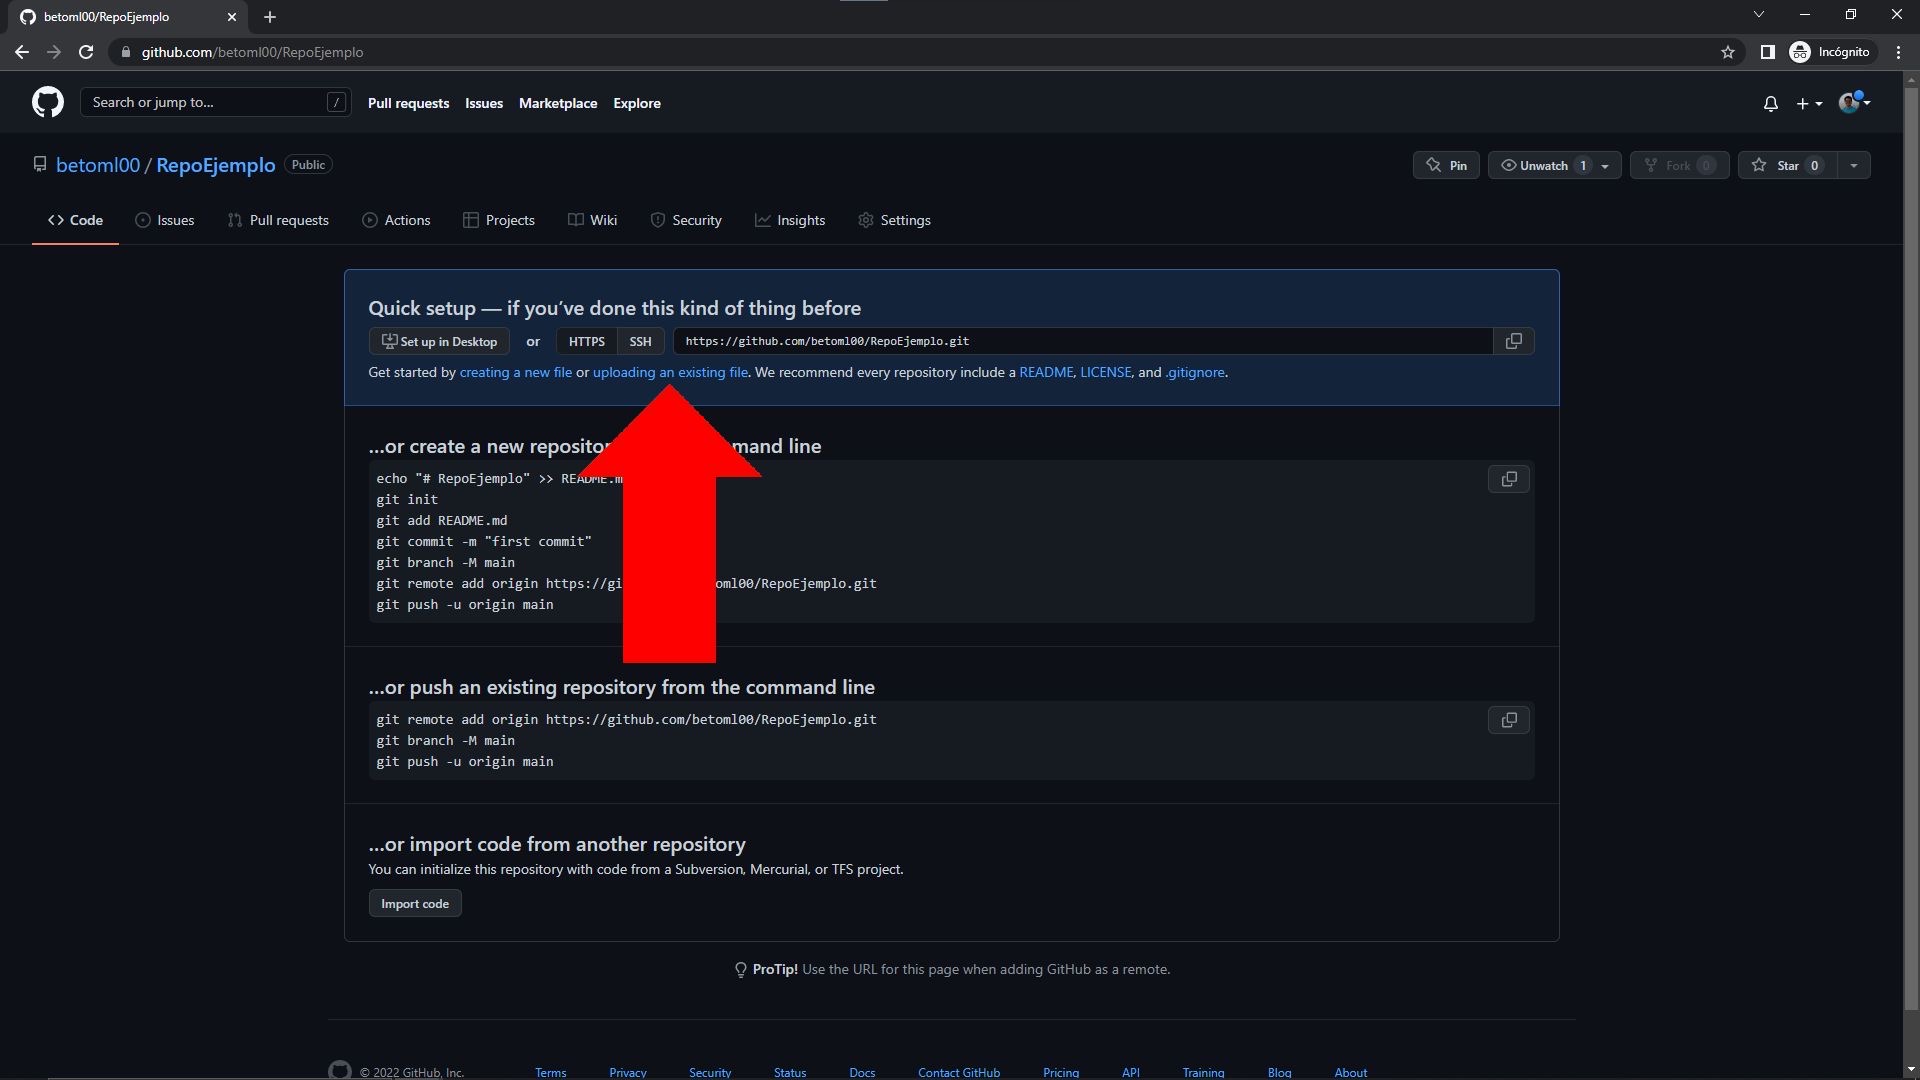 betoml00/RepoEjemplo
github.com/betoml00/RepoEjemplo
Incógnito
Search or jump to... /
Pull requests Issues Marketplace Explore
betoml00 / RepoEjemplo Public
Pin Unwatch 1 Fork 0 Star 0
Code Issues Pull requests Actions Projects Wiki Security Insights Settings
Quick setup — if you’ve done this kind of thing before
Set up in Desktop or HTTPS SSH https://github.com/betoml00/RepoEjemplo.git
Get started by creating a new file or uploading an existing file. We recommend every repository include a README, LICENSE, and .gitignore.
…or create a new line
echo "# RepoEjemplo" >>
git init
git add README.md
git commit -m "first commit"
git branch -M main
git remote add origin https://gi oml00/RepoEjemplo.git
git push -u origin main
…or push an existing repository from the command line
git remote add origin https://github.com/betoml00/RepoEjemplo.git
git branch -M main
git push -u origin main
…or import code from another repository
You can initialize this repository with code from a Subversion, Mercurial, or TFS project.
Import code
ProTip! Use the URL for this page when adding GitHub as a remote.
© 2022 GitHub, Inc. Terms Privacy Security Status Docs Contact GitHub Pricing API Training Blog About